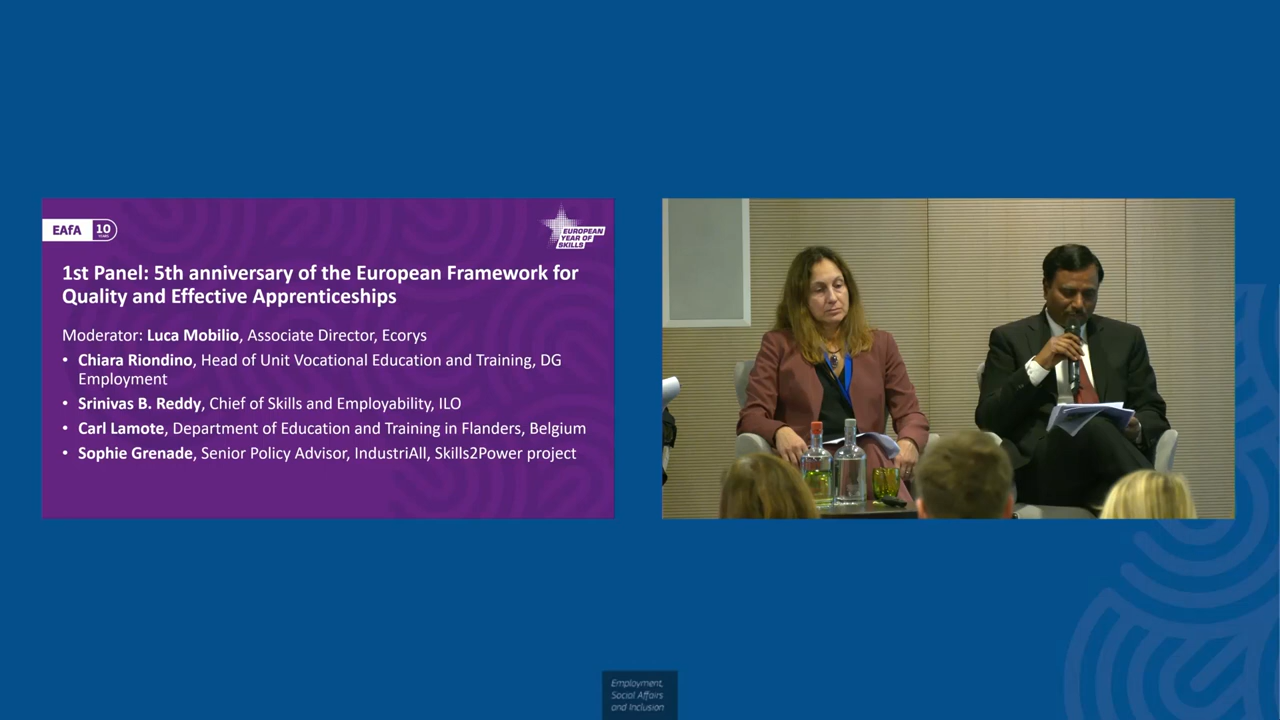 EAfA 10 YEARS
EUROPEAN
YEAR OF
SKILLS
1st Panel: 5th anniversary of the European Framework for
Quality and Effective Apprenticeships
Moderator: Luca Mobilio, Associate Director, Ecorys
• Chiara Riondino, Head of Unit Vocational Education and Training, DG
Employment
• Srinivas B. Reddy, Chief of Skills and Employability, ILO
• Carl Lamote, Department of Education and Training in Flanders, Belgium
• Sophie Grenade, Senior Policy Advisor, IndustriAll, Skills2Power project
Employment,
Social Affairs
and Inclusion